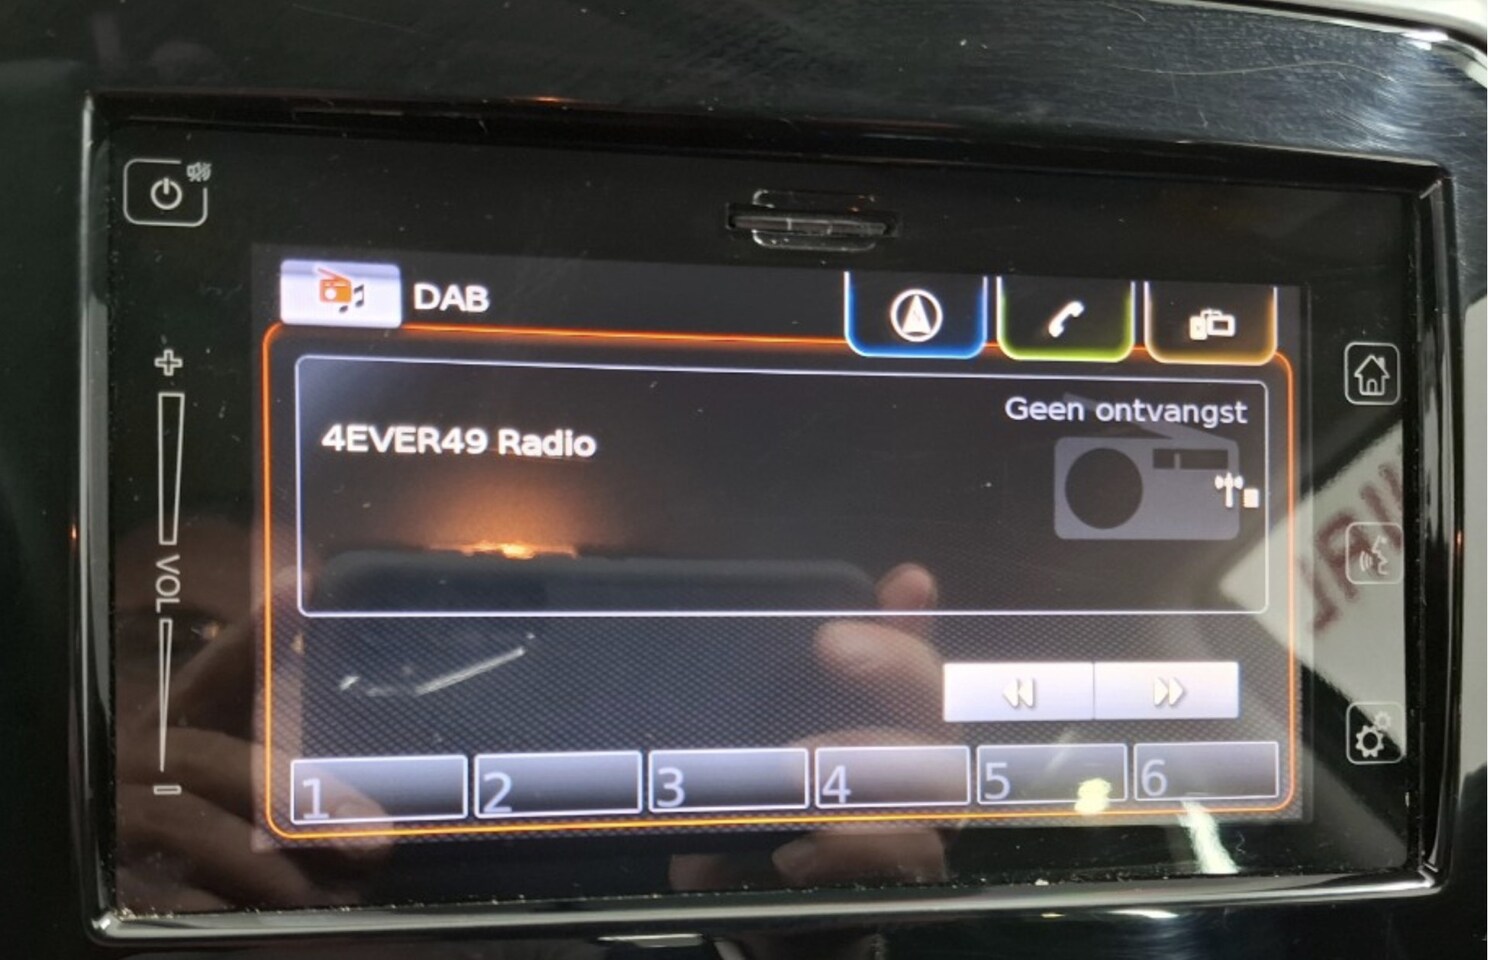 DAB
Geen ontvangst
4EVER49 Radio
VOL
1 2 3 4 5 6